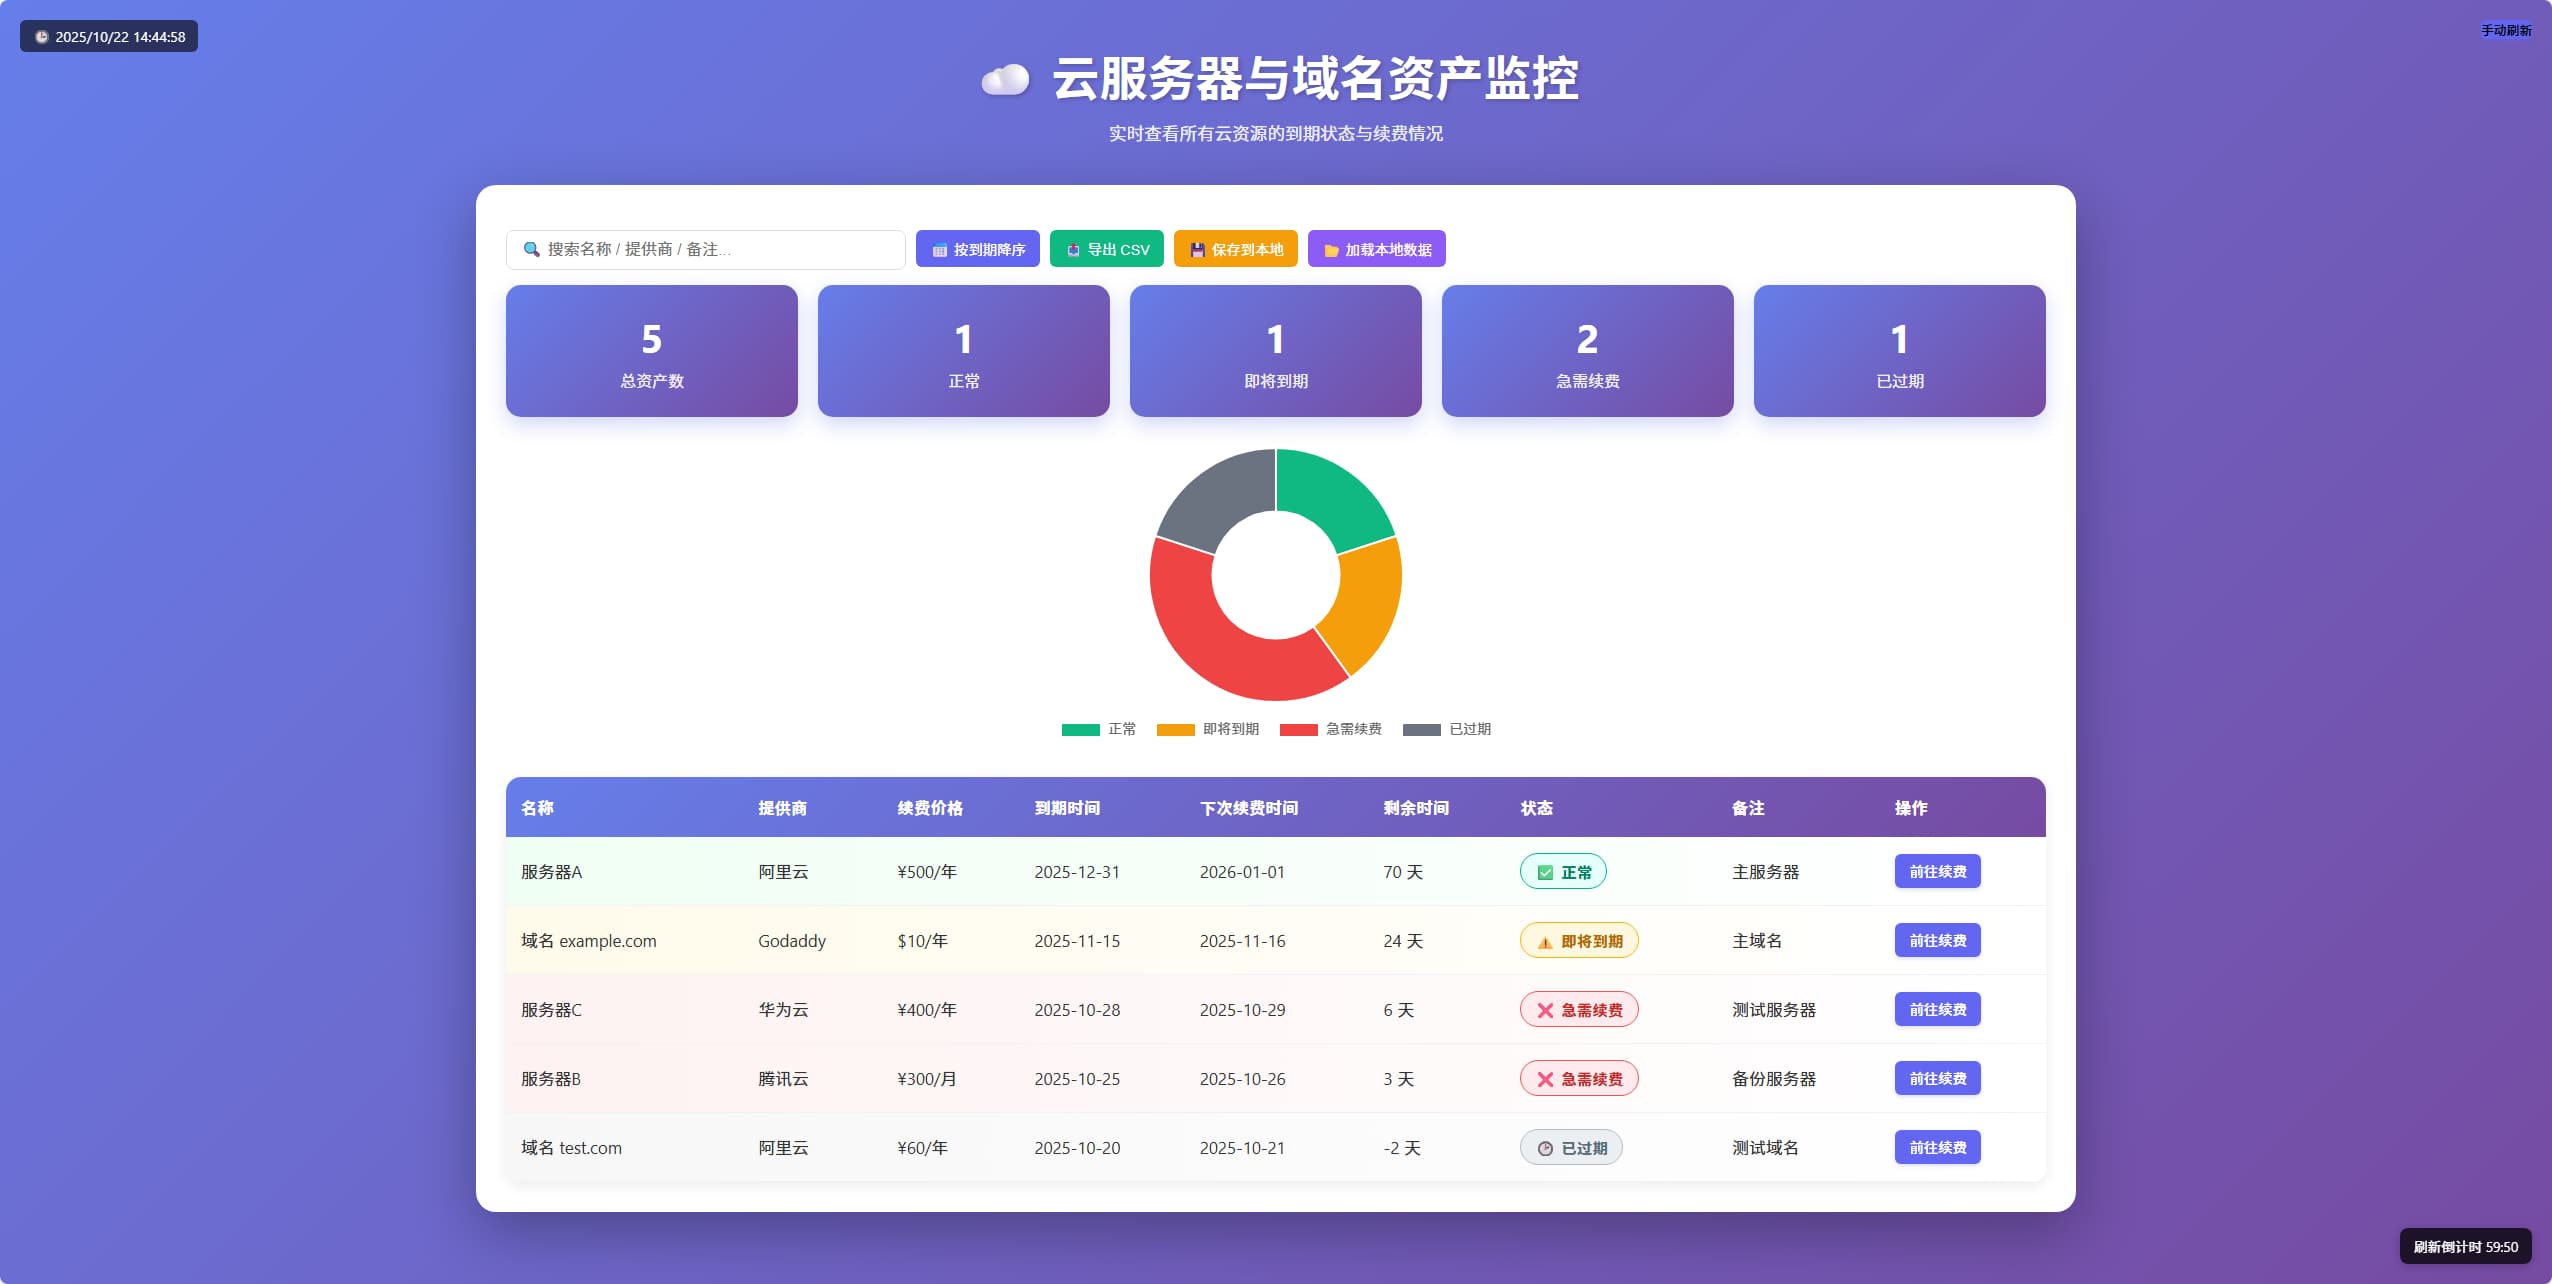 2025/10/22 14:44:58
手动刷新
云服务器与域名资产监控
实时查看所有云资源的到期状态与续费情况
搜索名称 / 提供商 / 备注...
按到期降序
导出 CSV
保存到本地
加载本地数据
5
总资产数
1
正常
1
即将到期
2
急需续费
1
已过期
正常 即将到期 急需续费 已过期
名称 提供商 续费价格 到期时间 下次续费时间 剩余时间 状态 备注 操作
服务器A 阿里云 ¥500/年 2025-12-31 2026-01-01 70 天 正常 主服务器 前往续费
域名 example.com Godaddy $10/年 2025-11-15 2025-11-16 24 天 即将到期 主域名 前往续费
服务器C 华为云 ¥400/年 2025-10-28 2025-10-29 6 天 急需续费 测试服务器 前往续费
服务器B 腾讯云 ¥300/月 2025-10-25 2025-10-26 3 天 急需续费 备份服务器 前往续费
域名 test.com 阿里云 ¥60/年 2025-10-20 2025-10-21 -2 天 已过期 测试域名 前往续费
刷新倒计时 59:50